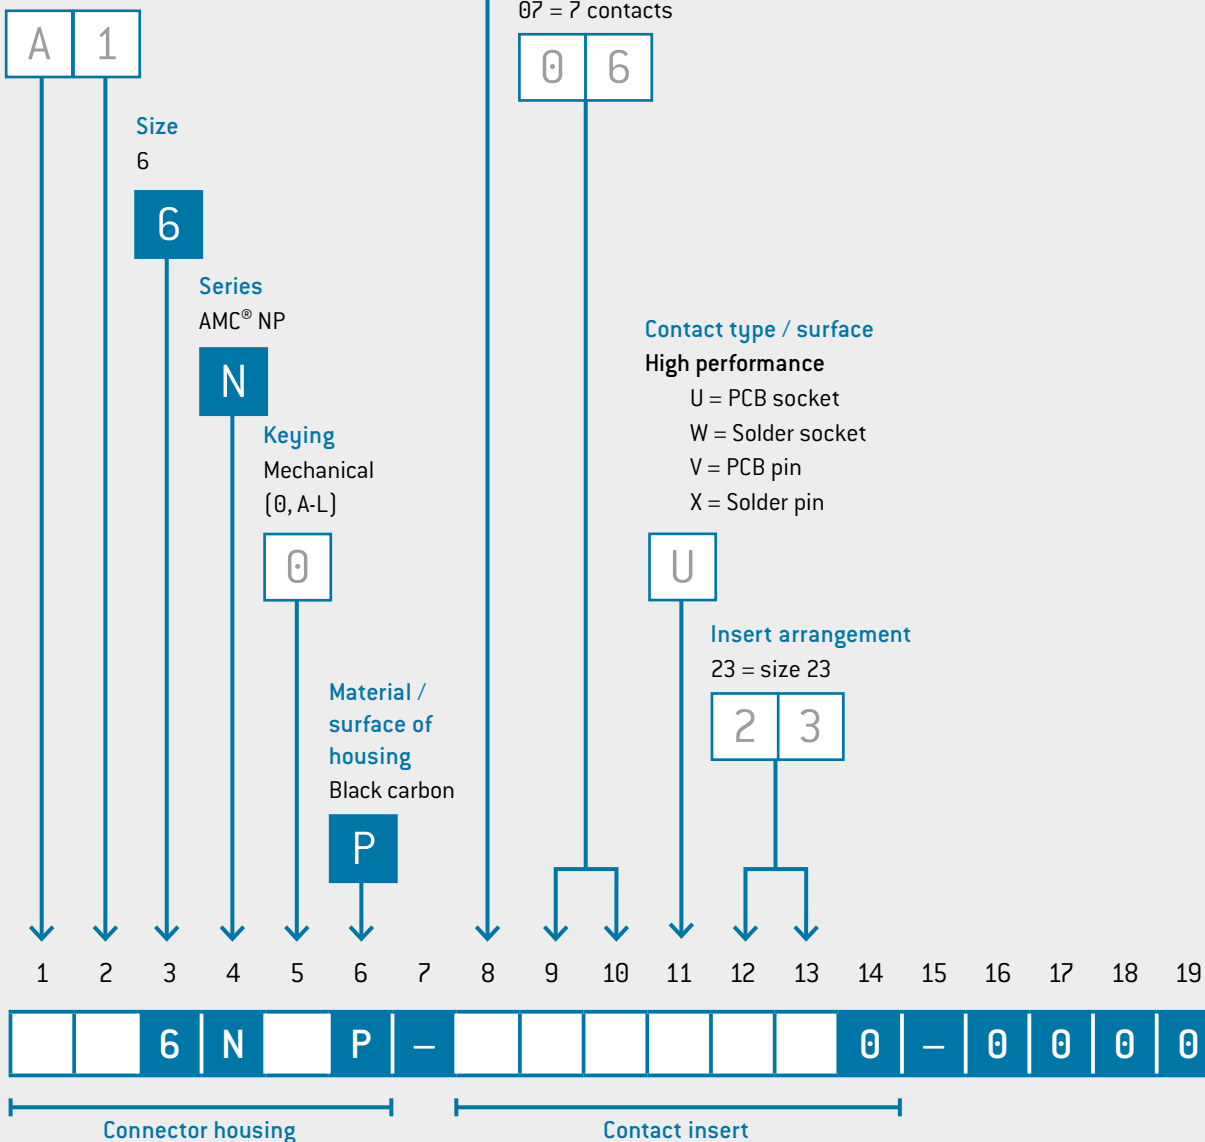 07 = 7 contacts
A 1
0 6
Size
6
6
Series
AMC® NP
N
Keying
Mechanical
(0, A-L)
0
Contact type / surface
High performance
U = PCB socket
W = Solder socket
V = PCB pin
X = Solder pin
U
Insert arrangement
23 = size 23
2 3
Material /
surface of
housing
Black carbon
P
1 2 3 4 5 6 7 8 9 10 11 12 13 14 15 16 17 18 19
6 N P – 0 – 0 0 0 0
Connector housing
Contact insert